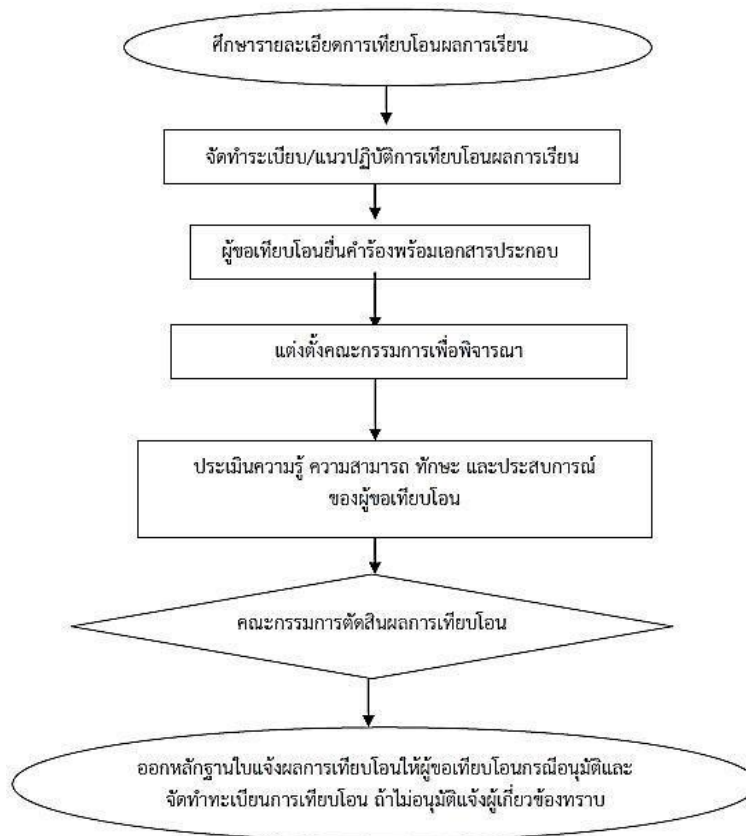 ศึกษารายละเอียดการเทียบโอนผลการเรียน
จัดทำระเบียบ/แนวปฏิบัติการเทียบโอนผลการเรียน
ผู้ขอเทียบโอนยื่นคำร้องพร้อมเอกสารประกอบ
แต่งตั้งคณะกรรมการเพื่อพิจารณา
ประเมินความรู้ ความสามารถ ทักษะ และประสบการณ์
ของผู้ขอเทียบโอน
คณะกรรมการตัดสินผลการเทียบโอน
ออกหลักฐานใบแจ้งผลการเทียบโอนให้ผู้ขอเทียบโอนกรณีอนุมัติและ
จัดทำทะเบียนการเทียบโอน ถ้าไม่อนุมัติแจ้งผู้เกี่ยวข้องทราบ